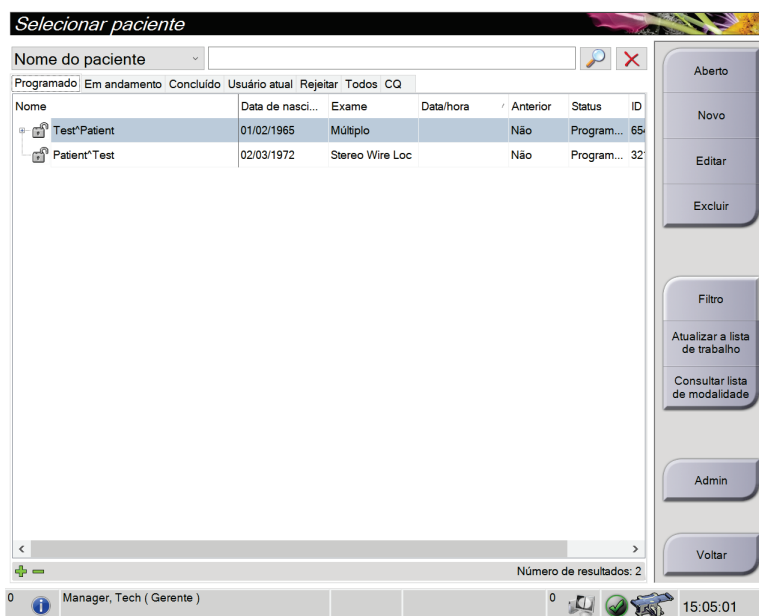 Selecionar paciente
Nome do paciente
Programado Em andamento Concluído Usuário atual Rejeitar Todos CQ
Nome Data de nasci... Exame Data/hora Anterior Status ID
Test^Patient 01/02/1965 Múltiplo Não Program... 65
Patient^Test 02/03/1972 Stereo Wire Loc Não Program... 32
Número de resultados: 2
Aberto
Novo
Editar
Excluir
Filtro
Atualizar a lista
de trabalho
Consultar lista
de modalidade
Admin
Voltar
0 Manager, Tech ( Gerente ) 0 15:05:01